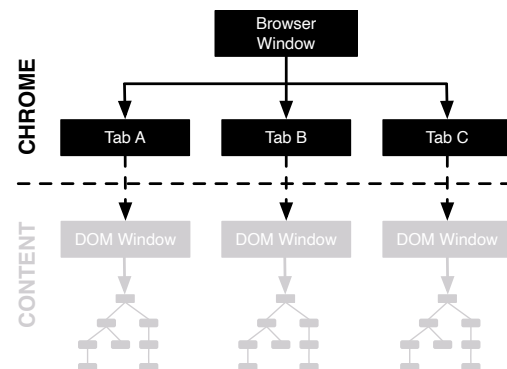 Browser
Window
CHROME
Tab A
Tab B
Tab C
CONTENT
DOM Window
DOM Window
DOM Window